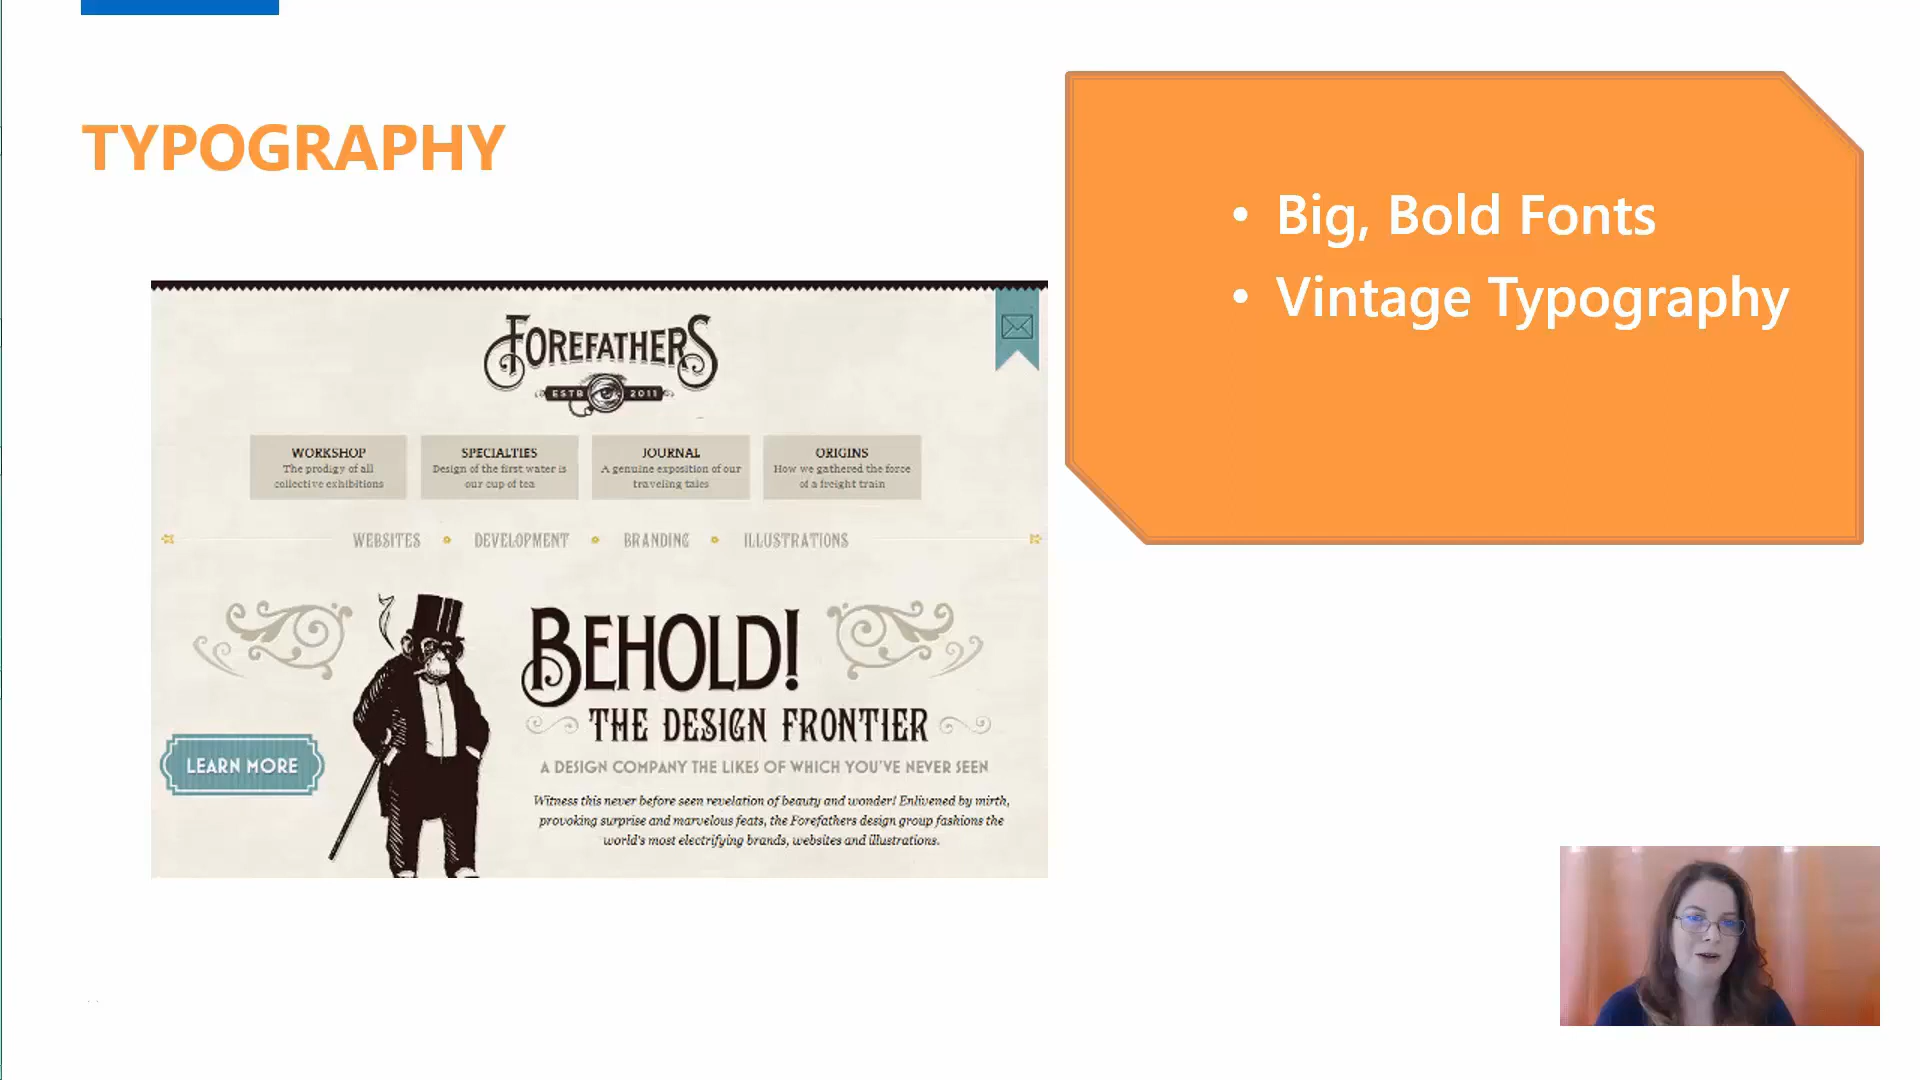 TYPOGRAPHY
• Big, Bold Fonts
• Vintage Typography
FOREFATHERS
ESTB 2011
WORKSHOP
The prodigy of all
collective exhibitions
SPECIALTIES
Design of the first water is
our cup of tea
JOURNAL
A genuine exposition of our
traveling tales
ORIGINS
How we gathered the force
of a freight train
WEBSITES DEVELOPMENT BRANDING ILLUSTRATIONS
BEHOLD!
THE DESIGN FRONTIER
A DESIGN COMPANY THE LIKES OF WHICH YOU'VE NEVER SEEN
Witness this never before seen revelation of beauty and wonder! Enlivened by mirth,
provoking surprise and marvelous feats, the Forefathers design group fashions the
world's most electrifying brands, websites and illustrations.
LEARN MORE